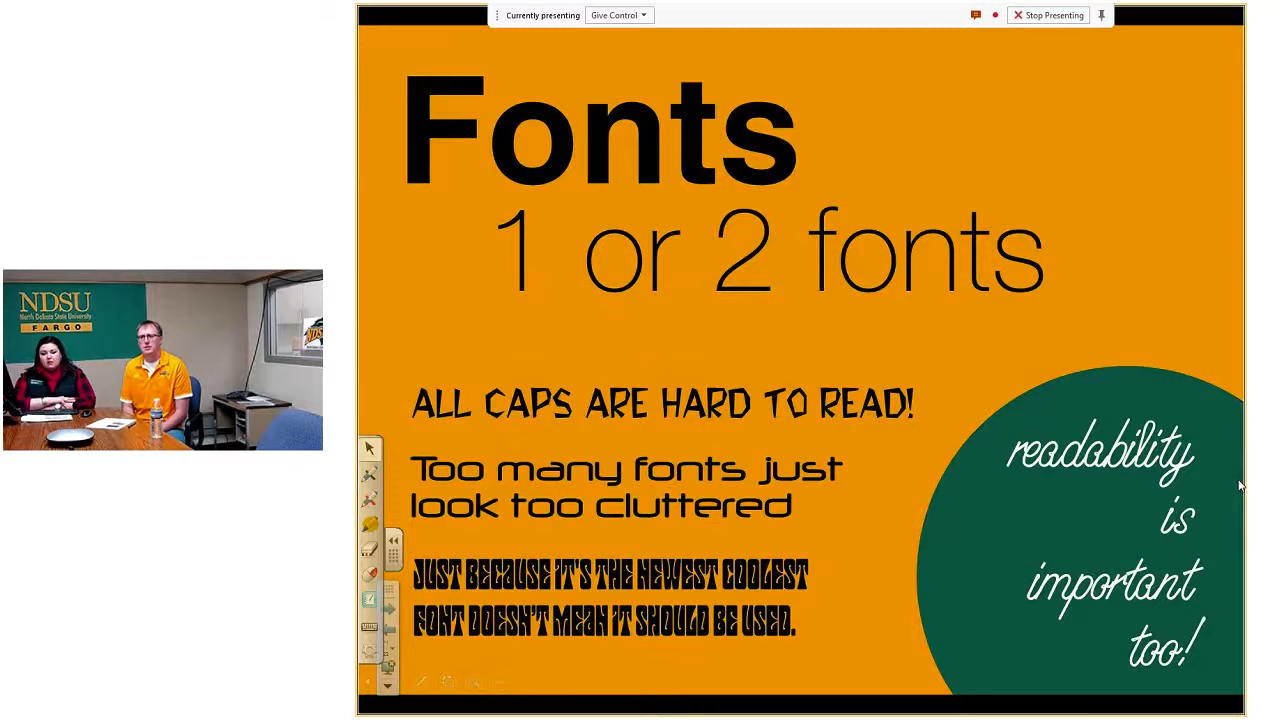 Currently presenting
Give Control
Stop Presenting
Fonts
1 or 2 fonts
ALL CAPS ARE HARD TO READ!
Too many fonts just
look too cluttered
JUST BECAUSE IT'S THE NEWEST COOLEST
FONT DOESN'T MEAN IT SHOULD BE USED.
readability
is
important
too!
NDSU
North Dakota State University
FARGO
NDSU